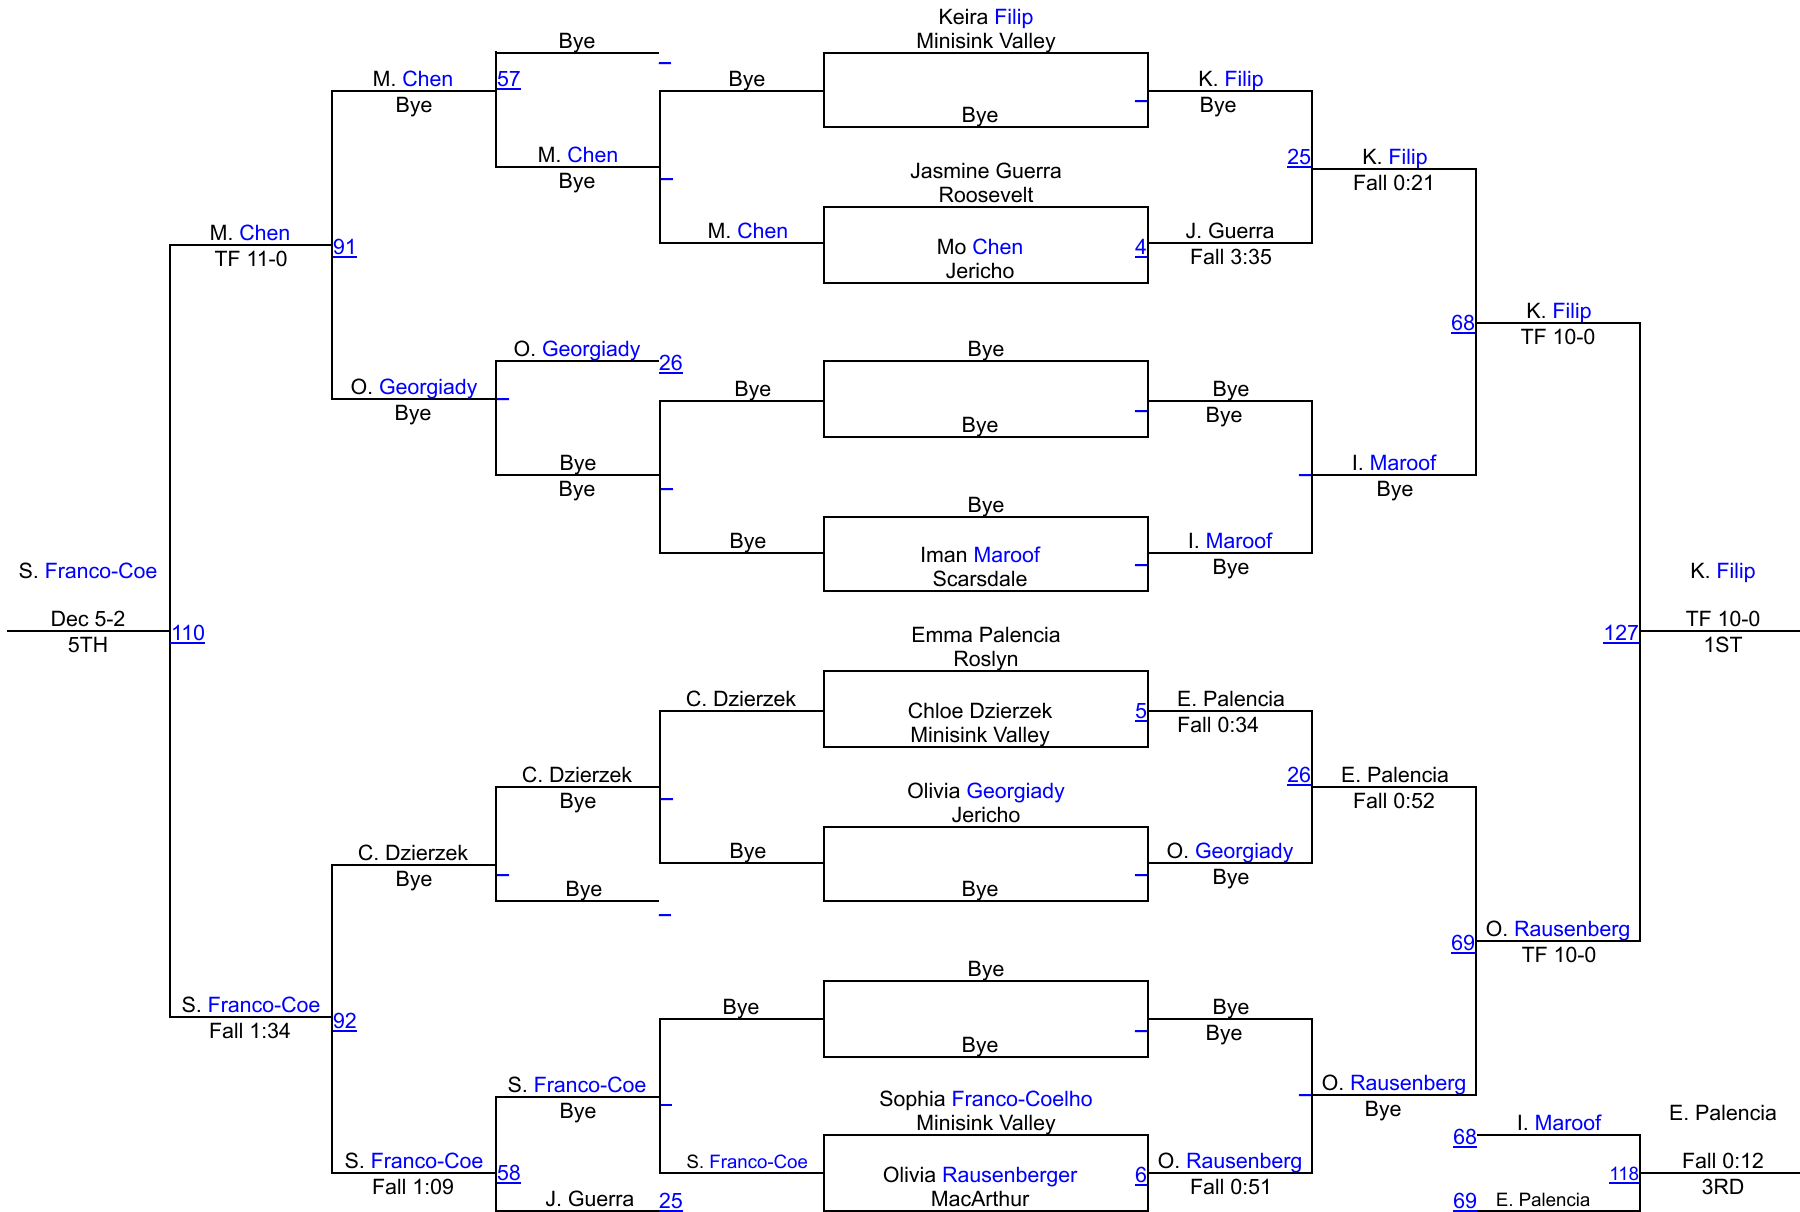 Keira Filip
Minisink Valley
Bye
M. Chen
57
Bye
K. Filip
Bye
Bye
Bye
M. Chen
Bye
25
K. Filip
Fall 0:21
Jasmine Guerra
Roosevelt
M. Chen
TF 11-0
91
M. Chen
Mo Chen
Jericho
4
J. Guerra
Fall 3:35
K. Filip
TF 10-0
68
O. Georgiady
26
Bye
O. Georgiady
Bye
Bye
Bye
Bye
Bye
Bye
Bye
I. Maroof
Bye
Bye
Bye
Iman Maroof
Scarsdale
I. Maroof
Bye
S. Franco-Coe
Dec 5-2
5TH
110
K. Filip
TF 10-0
1ST
127
Emma Palencia
Roslyn
C. Dzierzek
Chloe Dzierzek
Minisink Valley
5
E. Palencia
Fall 0:34
C. Dzierzek
Bye
26
E. Palencia
Fall 0:52
Olivia Georgiady
Jericho
C. Dzierzek
Bye
Bye
O. Georgiady
Bye
Bye
Bye
69
O. Rausenberg
TF 10-0
Bye
S. Franco-Coe
Fall 1:34
92
Bye
Bye
Bye
Bye
S. Franco-Coe
Bye
O. Rausenberg
Bye
Sophia Franco-Coelho
Minisink Valley
S. Franco-Coe
Fall 1:09
58
S. Franco-Coe
Olivia Rausenberger
MacArthur
6
O. Rausenberg
Fall 0:51
J. Guerra
25
68
I. Maroof
E. Palencia
118
Fall 0:12
3RD
69
E. Palencia